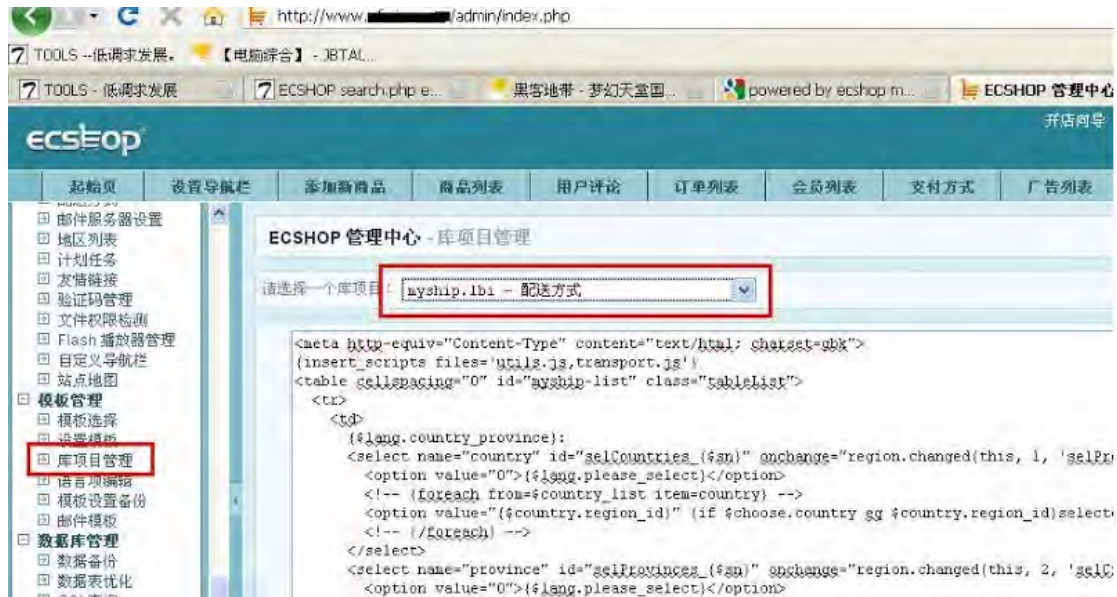 http://www. /admin/index.php
TOOLS --低调求发展。 【电脑综合】 - JBTAL...
TOOLS - 低调求发展 ECSHOP search.php e... 黑客地带 - 梦幻天堂国... powered by ecshop m... ECSHOP 管理中心
开店向导
ecshop
起始页 设置导航栏 添加新商品 商品列表 用户评论 订单列表 会员列表 支付方式 广告列表
邮件服务器设置
地区列表
计划任务
友情链接
验证码管理
文件权限检测
Flash 播放器管理
自定义导航栏
站点地图
模板管理
模板选择
设置模板
库项目管理
语言项编辑
模板设置备份
邮件模板
数据库管理
数据备份
数据表优化
ECSHOP 管理中心 - 库项目管理
请选择一个库项目： myship.lbi - 配送方式
<meta http-equiv="Content-Type" content="text/html; charset=gbk">
{insert_scripts files='utils.js,transport.js'}
<table cellspacing="0" id="myship-list" class="tableList">
<tr>
<td>
{$lang.country_province}:
<select name="country" id="selCountries_{$sn}" onchange="region.changed(this, 1, 'selPr
<option value="0">{$lang.please_select}</option>
<!-- {foreach from=$country_list item=country} -->
<option value="{$country.region_id}" {if $choose.country eq $country.region_id}select
<!-- {/foreach} -->
</select>
<select name="province" id="selProvinces_{$sn}" onchange="region.changed(this, 2, 'selC
<option value="0">{$lang.please_select}</option>